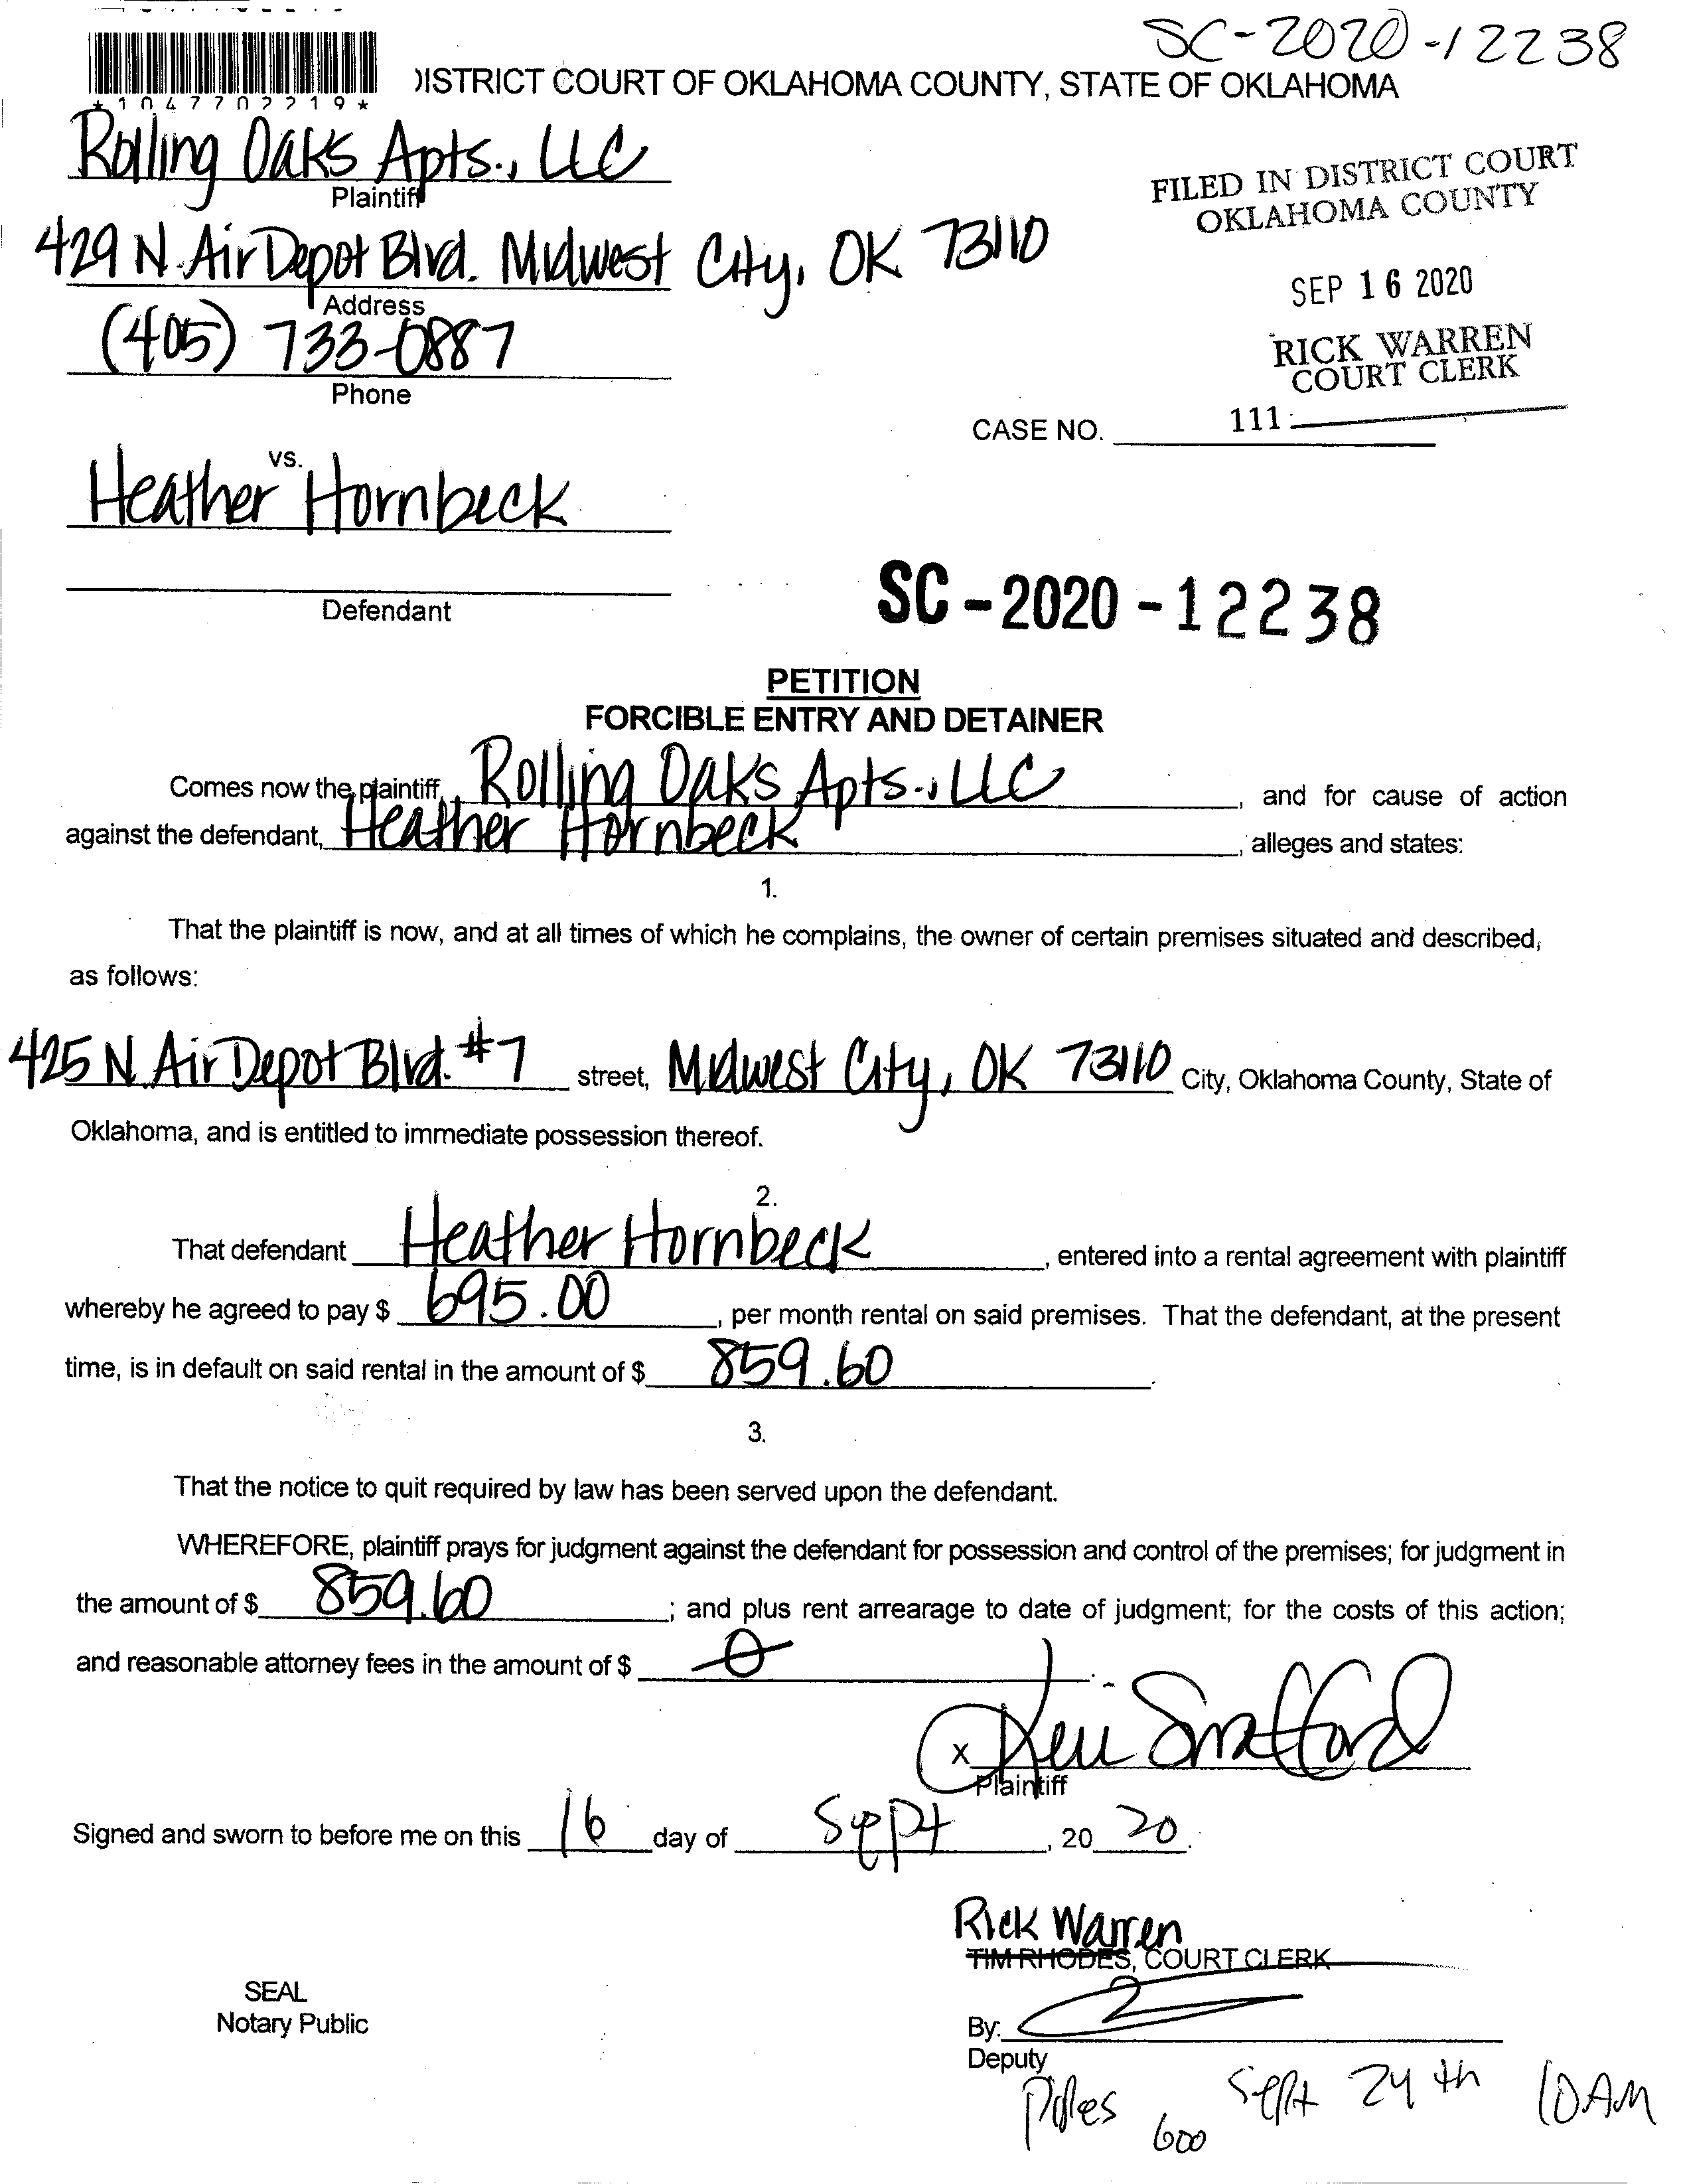 SC-2020-12238
*1047702219*
DISTRICT COURT OF OKLAHOMA COUNTY, STATE OF OKLAHOMA
Rolling Oaks Apts., LLC
Plaintiff
429 N. Air Depot Blvd. Midwest City, OK 73110
Address
(405) 733-0887
Phone
FILED IN DISTRICT COURT
OKLAHOMA COUNTY
SEP 16 2020
RICK WARREN
COURT CLERK
111
CASE NO.
vs.
Heather Hornbeck
Defendant
SC-2020-12238
PETITION
FORCIBLE ENTRY AND DETAINER
Comes now the plaintiff, Rolling Oaks Apts., LLC, and for cause of action
against the defendant, Heather Hornbeck, alleges and states:
1.
That the plaintiff is now, and at all times of which he complains, the owner of certain premises situated and described,
as follows:
425 N. Air Depot Blvd. #7 street, Midwest City, OK 73110 City, Oklahoma County, State of
Oklahoma, and is entitled to immediate possession thereof.
2.
That defendant Heather Hornbeck, entered into a rental agreement with plaintiff
whereby he agreed to pay $ 695.00, per month rental on said premises. That the defendant, at the present
time, is in default on said rental in the amount of $ 859.60.
3.
That the notice to quit required by law has been served upon the defendant.
WHEREFORE, plaintiff prays for judgment against the defendant for possession and control of the premises; for judgment in
the amount of $ 859.60; and plus rent arrearage to date of judgment; for the costs of this action;
and reasonable attorney fees in the amount of $ 0.
x
Plaintiff
Signed and sworn to before me on this 16 day of Sept, 20 20.
Rick Warren
TIM RHODES, COURT CLERK
SEAL
Notary Public
By:
Deputy
Sept 24th 10AM
600